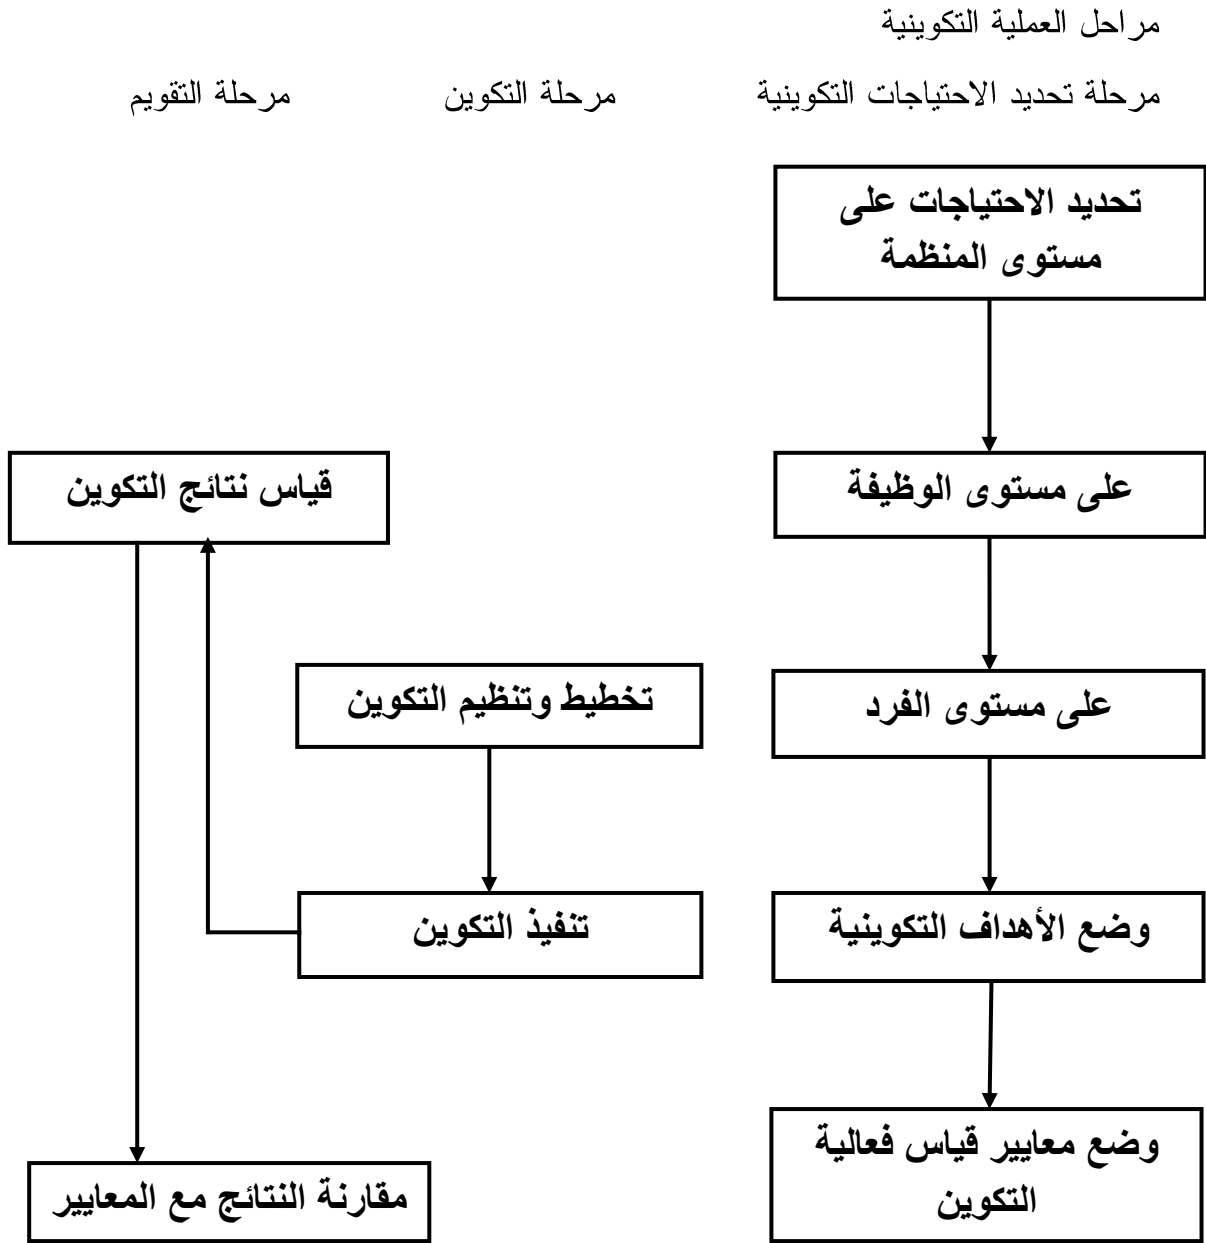 مراحل العملية التكوينية
مرحلة تحديد الاحتياجات التكوينية
مرحلة التكوين
مرحلة التقويم
تحديد الاحتياجات على
مستوى المنظمة
على مستوى الوظيفة
على مستوى الفرد
وضع الأهداف التكوينية
وضع معايير قياس فعالية
التكوين
تخطيط وتنظيم التكوين
تنفيذ التكوين
قياس نتائج التكوين
مقارنة النتائج مع المعايير